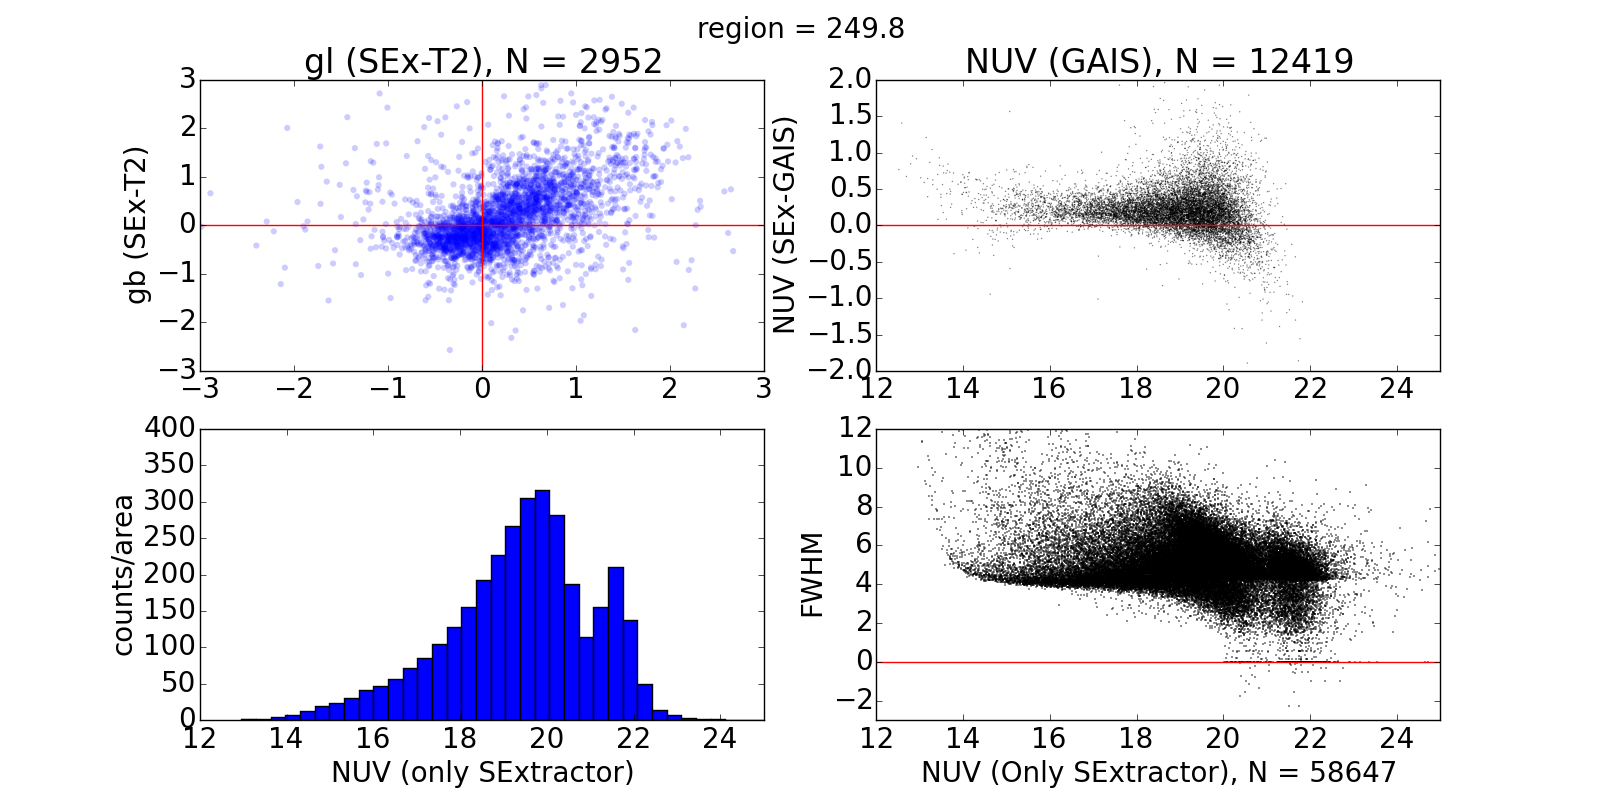 region = 249.8
gl (SEx-T2), N = 2952
NUV (GAIS), N = 12419
gb (SEx-T2)
3
2
1
0
−1
−2
−3
−3 −2 −1 0 1 2 3
NUV (SEx-GAIS)
2.0
1.5
1.0
0.5
0.0
−0.5
−1.0
−1.5
−2.0
12 14 16 18 20 22 24
counts/area
400
350
300
250
200
150
100
50
0
12 14 16 18 20 22 24
NUV (only SExtractor)
FWHM
12
10
8
6
4
2
0
−2
12 14 16 18 20 22 24
NUV (Only SExtractor), N = 58647